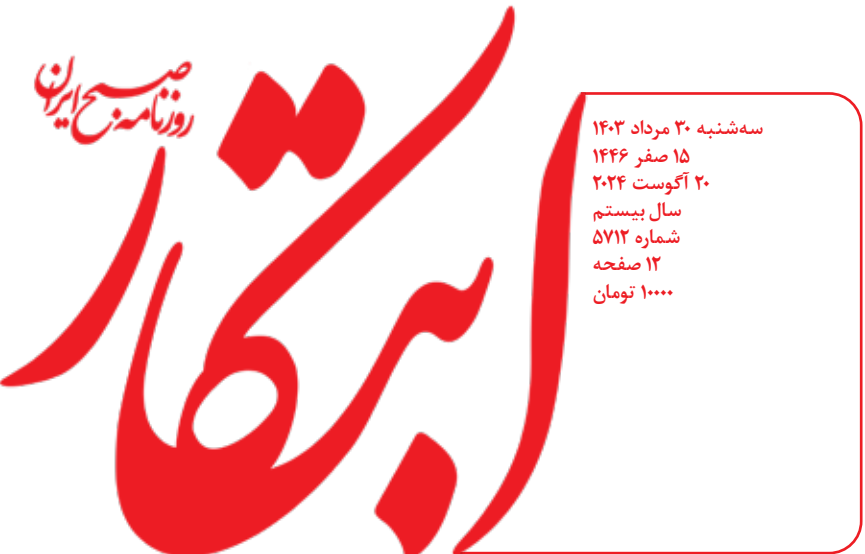 ابتکار
روزنامه صبح ایران
سه‌شنبه ۳۰ مرداد ۱۴۰۳
۱۵ صفر ۱۴۴۶
۲۰ آگوست ۲۰۲۴
سال بیستم
شماره ۵۷۱۲
۱۲ صفحه
۱۰۰۰۰ تومان